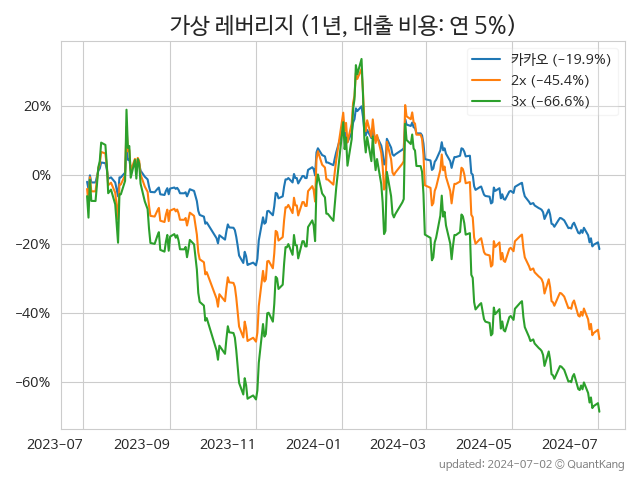 가상 레버리지 (1년, 대출 비용: 연 5%)
카카오 (−19.9%)
2x (−45.4%)
3x (−66.6%)
20%
0%
−20%
−40%
−60%
2023-07 2023-09 2023-11 2024-01 2024-03 2024-05 2024-07
updated: 2024-07-02 © QuantKang